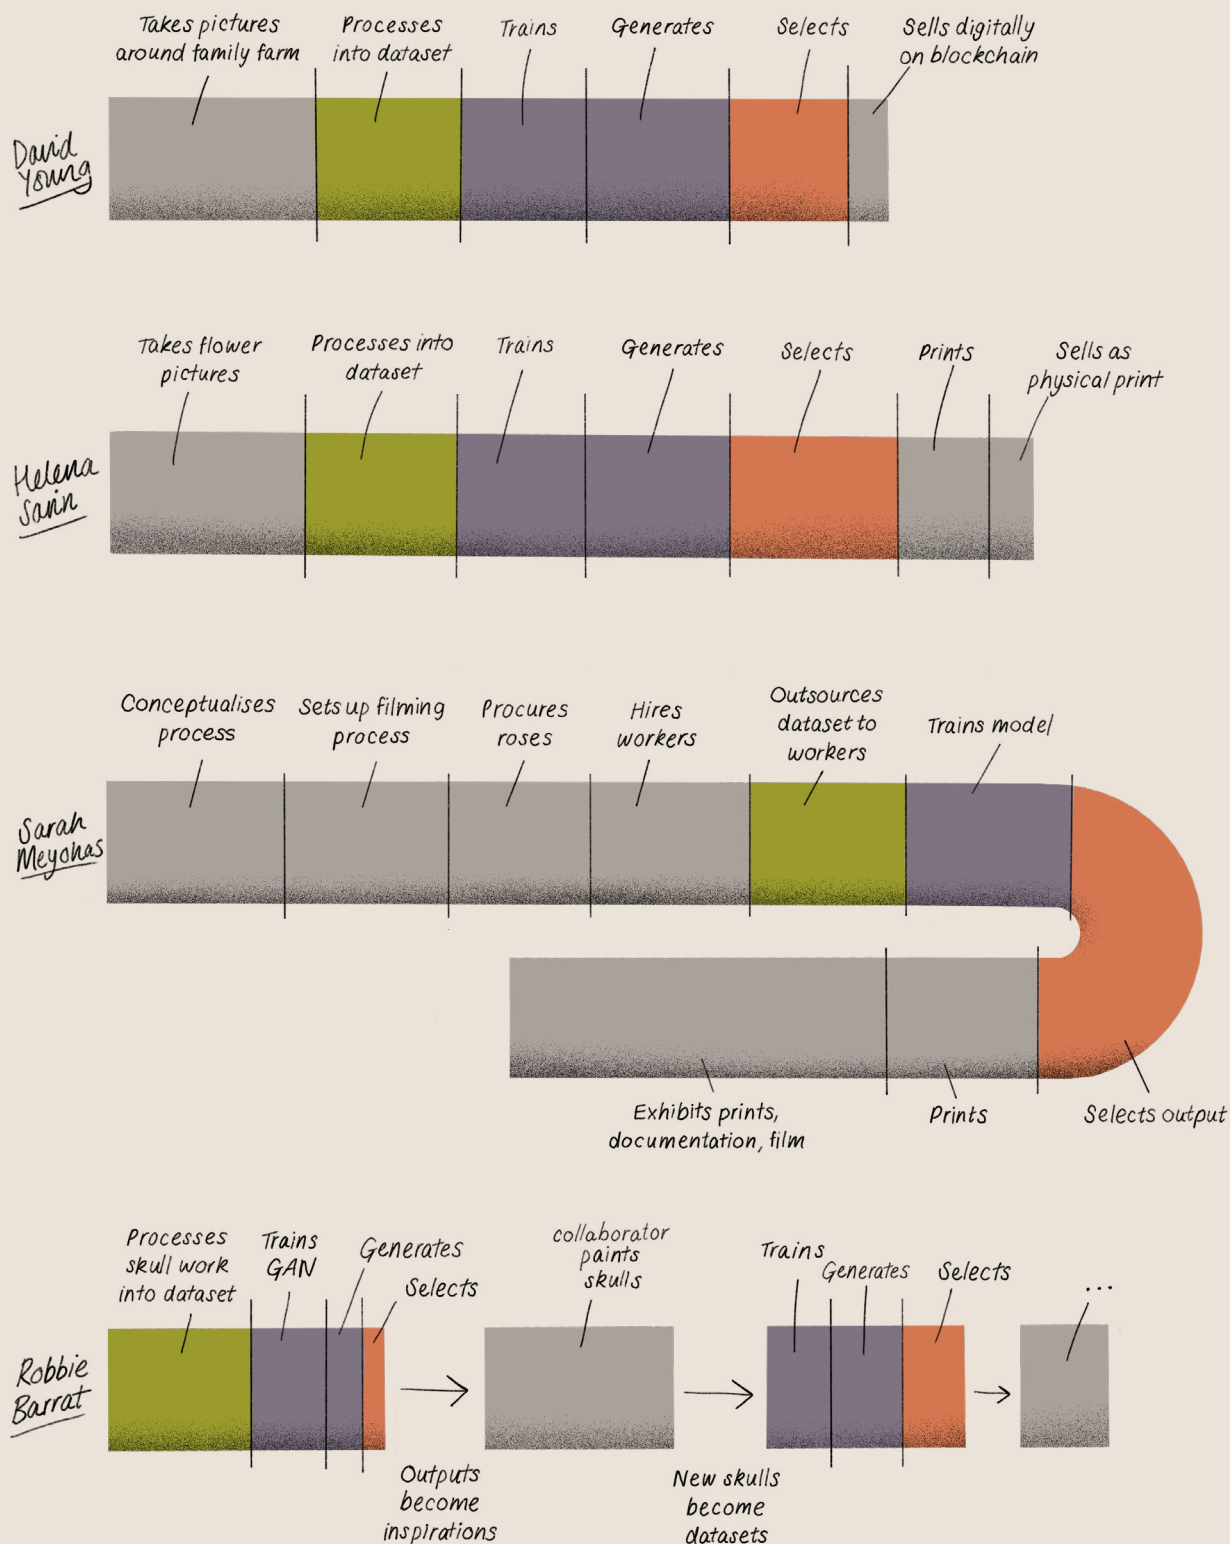 Takes pictures
around family farm
Processes
into dataset
Trains
Generates
Selects
Sells digitally
on blockchain
David
Young
Takes flower
pictures
Processes into
dataset
Trains
Generates
Selects
Prints
Sells as
physical print
Helena
Sarin
Conceptualises
process
Sets up filming
process
Procures
roses
Hires
workers
Outsources
dataset to
workers
Trains model
Sarah
Meyohas
Exhibits prints,
documentation, film
Prints
Selects output
Processes
skull work
into dataset
Trains
GAN
Generates
Selects
collaborator
paints
skulls
Trains
Generates
Selects
...
Robbie
Barrat
Outputs
become
inspirations
New skulls
become
datasets